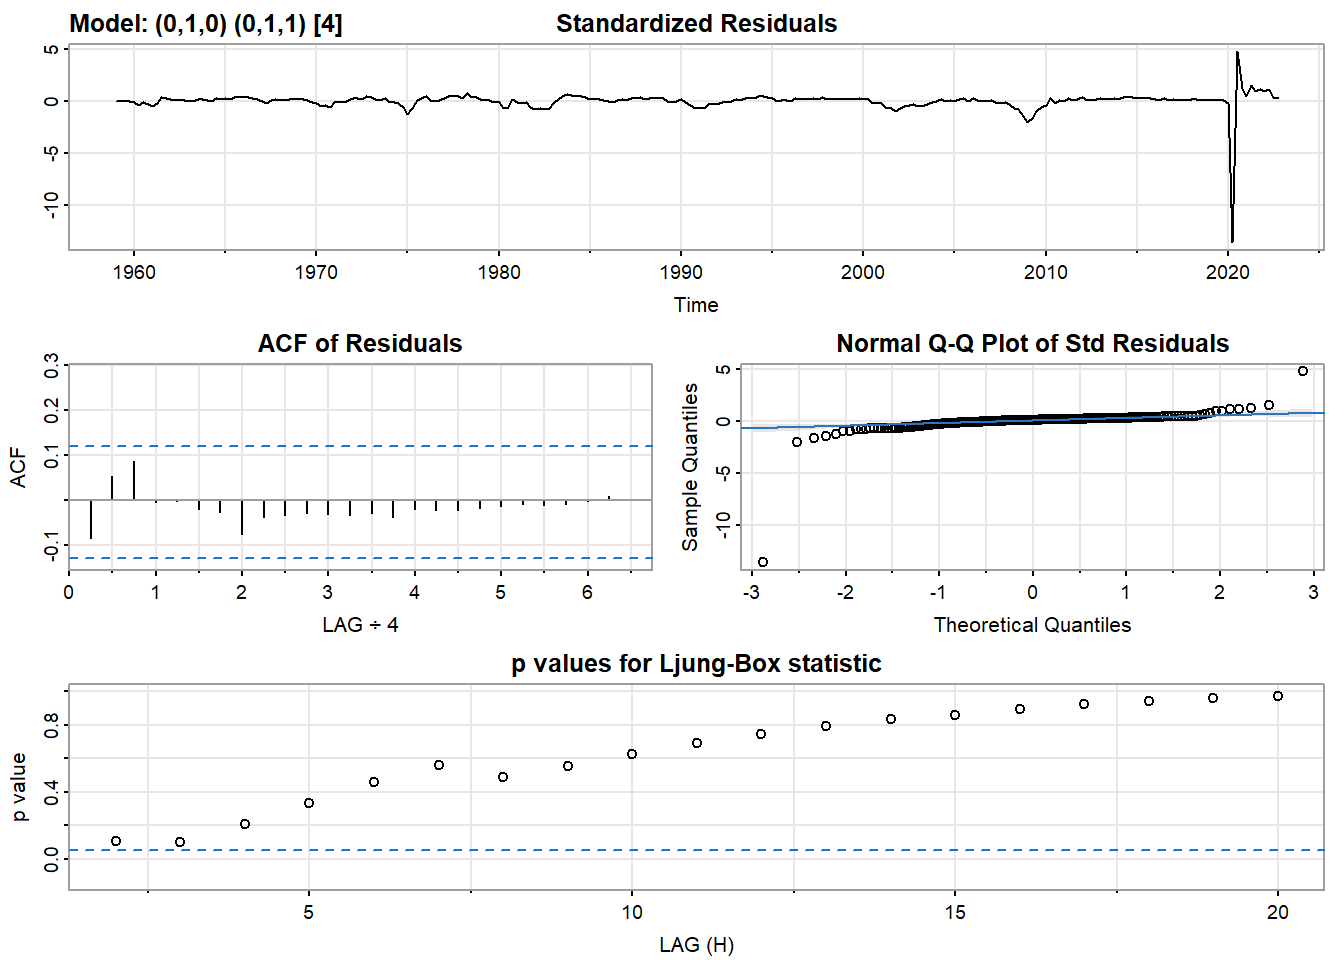 Model: (0,1,0) (0,1,1) [4]
Standardized Residuals
5
0
-5
-10
1960 1970 1980 1990 2000 2010 2020
Time
ACF of Residuals
ACF
0.3
0.2
0.1
-0.1
0 1 2 3 4 5 6
LAG ÷ 4
Normal Q-Q Plot of Std Residuals
Sample Quantiles
5
0
-5
-10
-3 -2 -1 0 1 2 3
Theoretical Quantiles
p values for Ljung-Box statistic
p value
0.8
0.4
0.0
5 10 15 20
LAG (H)